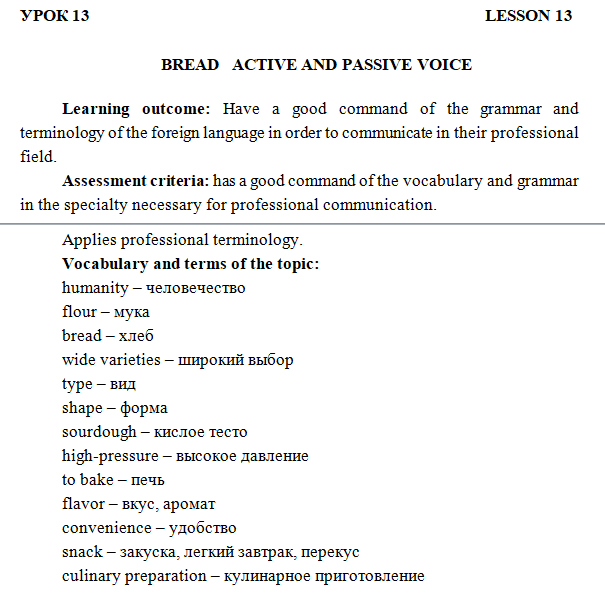 УРОК 13 LESSON 13
BREAD ACTIVE AND PASSIVE VOICE
Learning outcome: Have a good command of the grammar and
terminology of the foreign language in order to communicate in their professional
field.
Assessment criteria: has a good command of the vocabulary and grammar
in the specialty necessary for professional communication.
Applies professional terminology.
Vocabulary and terms of the topic:
humanity – человечество
flour – мука
bread – хлеб
wide varieties – широкий выбор
type – вид
shape – форма
sourdough – кислое тесто
high-pressure – высокое давление
to bake – печь
flavor – вкус, аромат
convenience – удобство
snack – закуска, легкий завтрак, перекус
culinary preparation – кулинарное приготовление